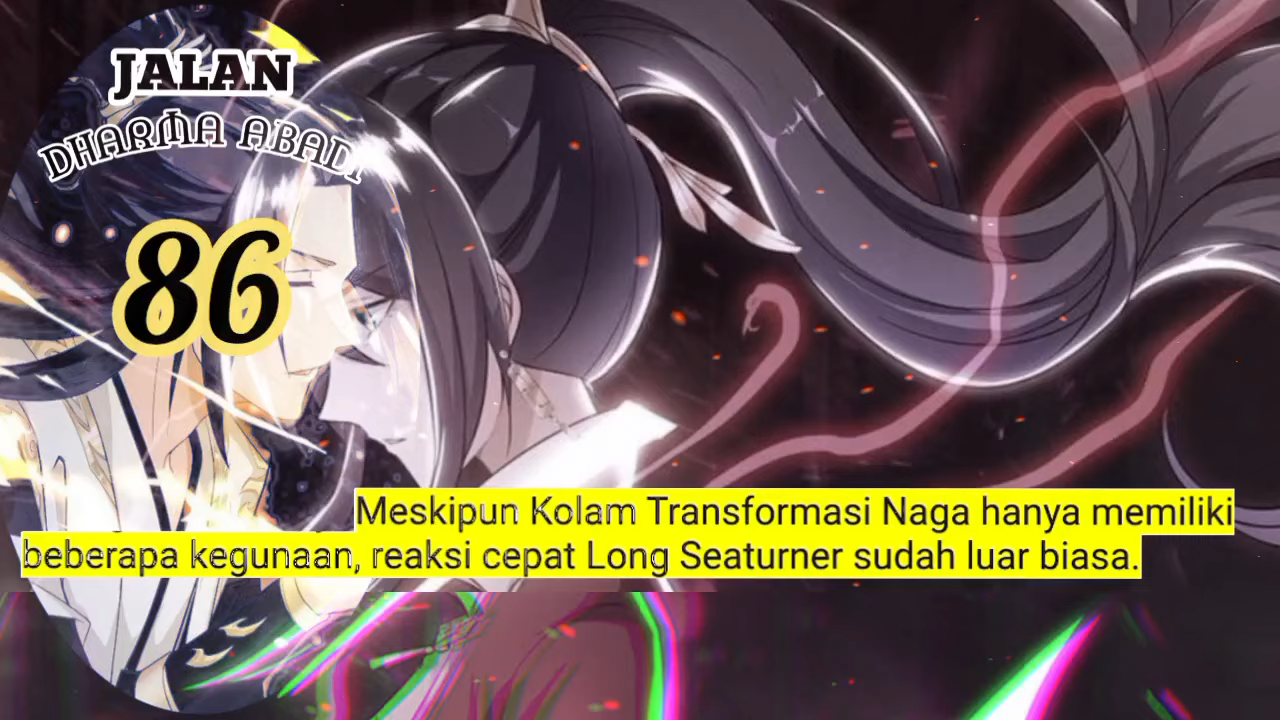 JALAN
DHARMA ABADI
86
Meskipun Kolam Transformasi Naga hanya memiliki
beberapa kegunaan, reaksi cepat Long Seaturner sudah luar biasa.